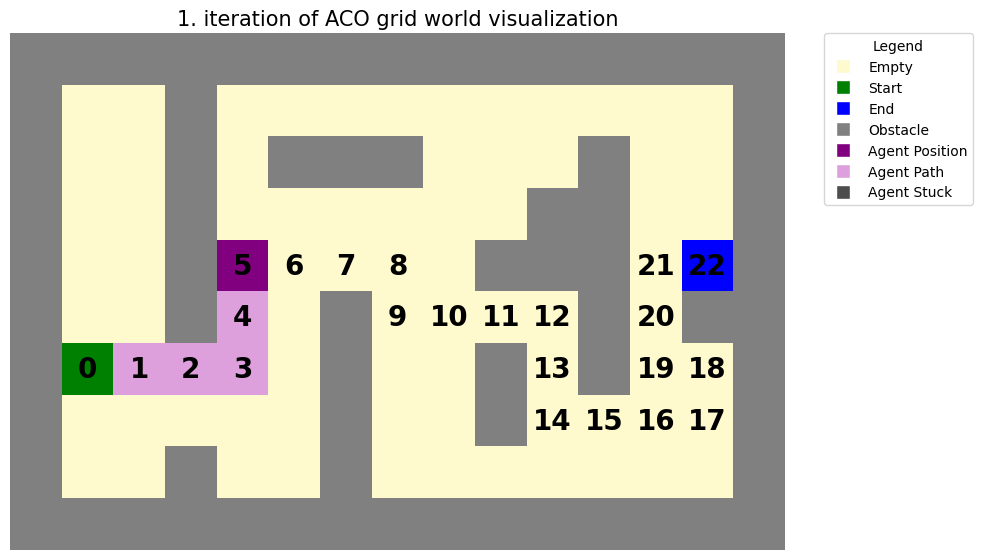 1. iteration of ACO grid world visualization
Legend
Empty
Start
End
Obstacle
Agent Position
Agent Path
Agent Stuck
5 6 7 8 21 22
4 9 10 11 12 20
0 1 2 3 13 19 18
14 15 16 17